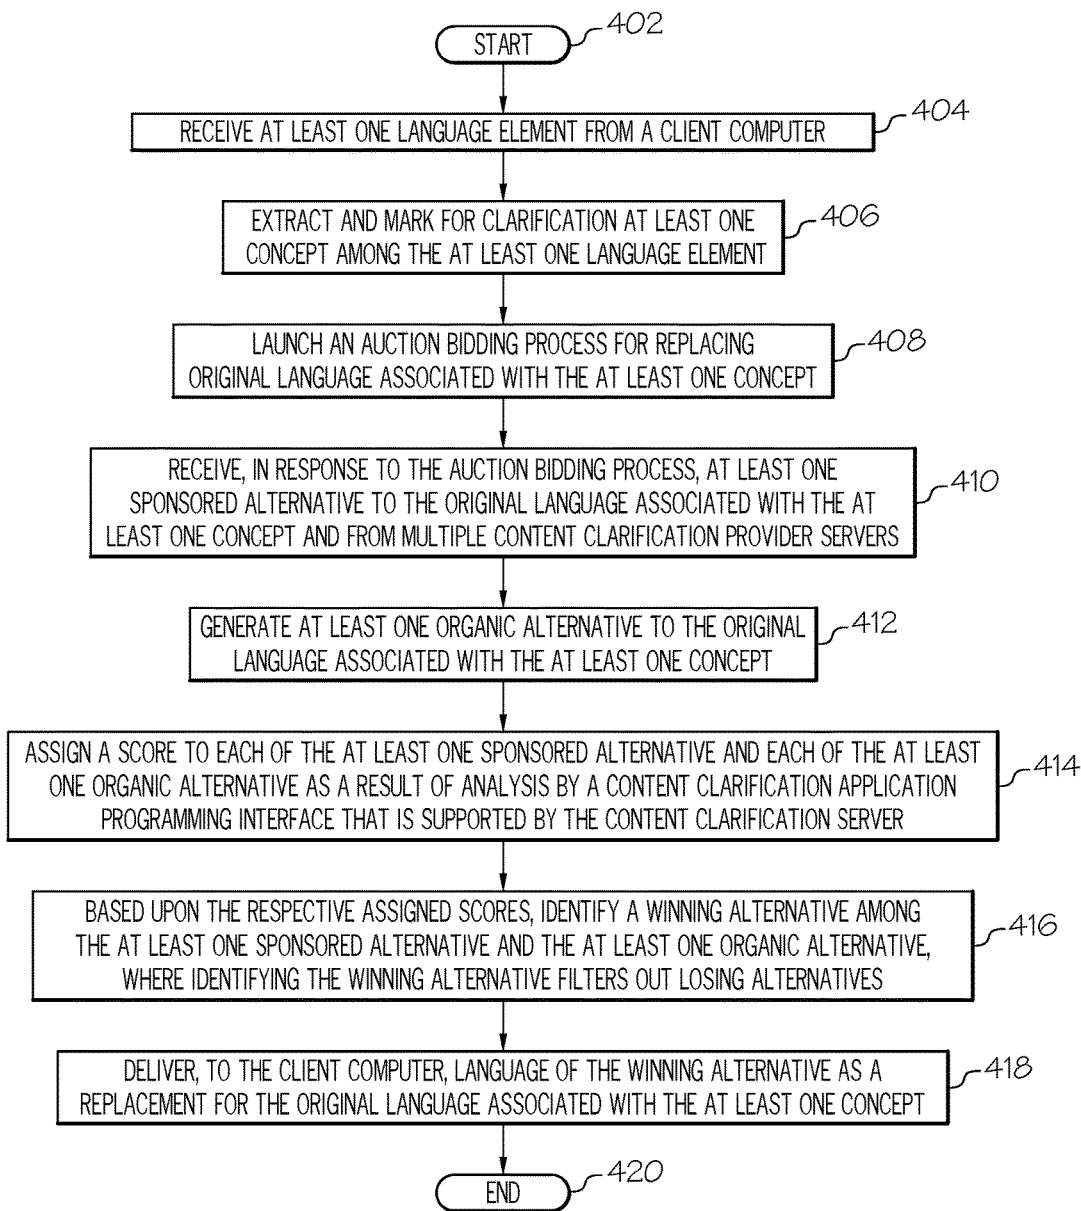 START
402
RECEIVE AT LEAST ONE LANGUAGE ELEMENT FROM A CLIENT COMPUTER
404
EXTRACT AND MARK FOR CLARIFICATION AT LEAST ONE
CONCEPT AMONG THE AT LEAST ONE LANGUAGE ELEMENT
406
LAUNCH AN AUCTION BIDDING PROCESS FOR REPLACING
ORIGINAL LANGUAGE ASSOCIATED WITH THE AT LEAST ONE CONCEPT
408
RECEIVE, IN RESPONSE TO THE AUCTION BIDDING PROCESS, AT LEAST ONE
SPONSORED ALTERNATIVE TO THE ORIGINAL LANGUAGE ASSOCIATED WITH THE AT
LEAST ONE CONCEPT AND FROM MULTIPLE CONTENT CLARIFICATION PROVIDER SERVERS
410
GENERATE AT LEAST ONE ORGANIC ALTERNATIVE TO THE ORIGINAL
LANGUAGE ASSOCIATED WITH THE AT LEAST ONE CONCEPT
412
ASSIGN A SCORE TO EACH OF THE AT LEAST ONE SPONSORED ALTERNATIVE AND EACH OF THE AT LEAST
ONE ORGANIC ALTERNATIVE AS A RESULT OF ANALYSIS BY A CONTENT CLARIFICATION APPLICATION
PROGRAMMING INTERFACE THAT IS SUPPORTED BY THE CONTENT CLARIFICATION SERVER
414
BASED UPON THE RESPECTIVE ASSIGNED SCORES, IDENTIFY A WINNING ALTERNATIVE AMONG
THE AT LEAST ONE SPONSORED ALTERNATIVE AND THE AT LEAST ONE ORGANIC ALTERNATIVE,
WHERE IDENTIFYING THE WINNING ALTERNATIVE FILTERS OUT LOSING ALTERNATIVES
416
DELIVER, TO THE CLIENT COMPUTER, LANGUAGE OF THE WINNING ALTERNATIVE AS A
REPLACEMENT FOR THE ORIGINAL LANGUAGE ASSOCIATED WITH THE AT LEAST ONE CONCEPT
418
END
420